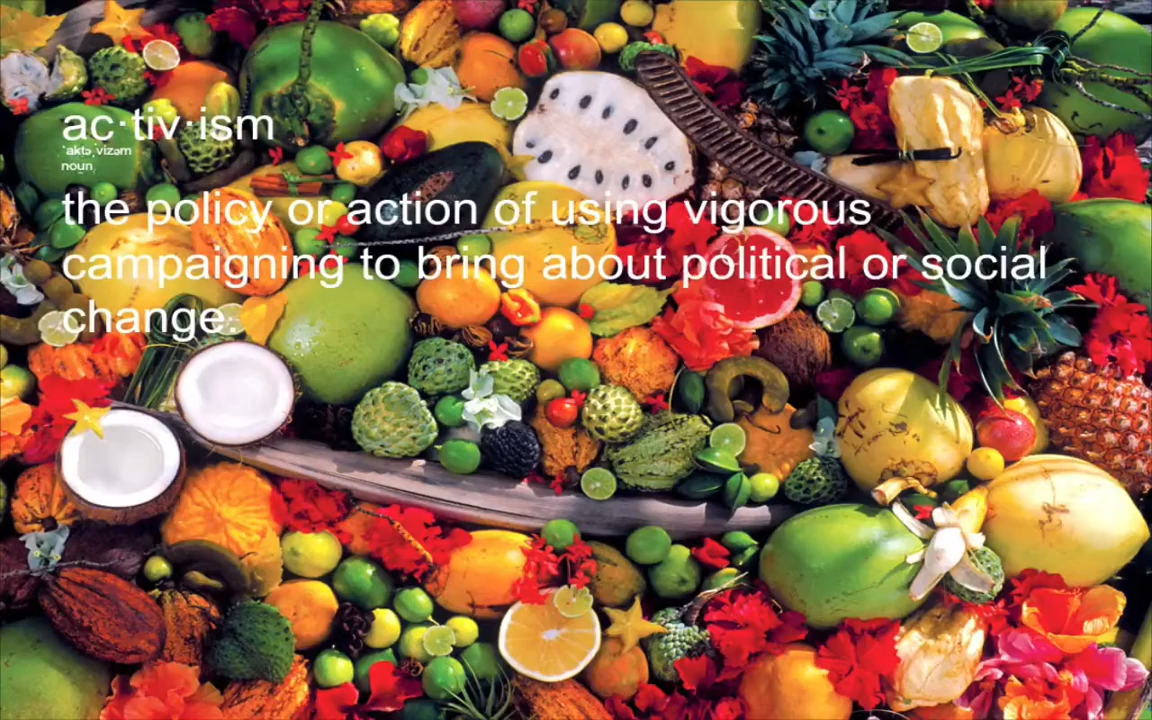 ac·tiv·ism
ˈaktəˌvizəm
noun
the policy or action of using vigorous
campaigning to bring about political or social
change.